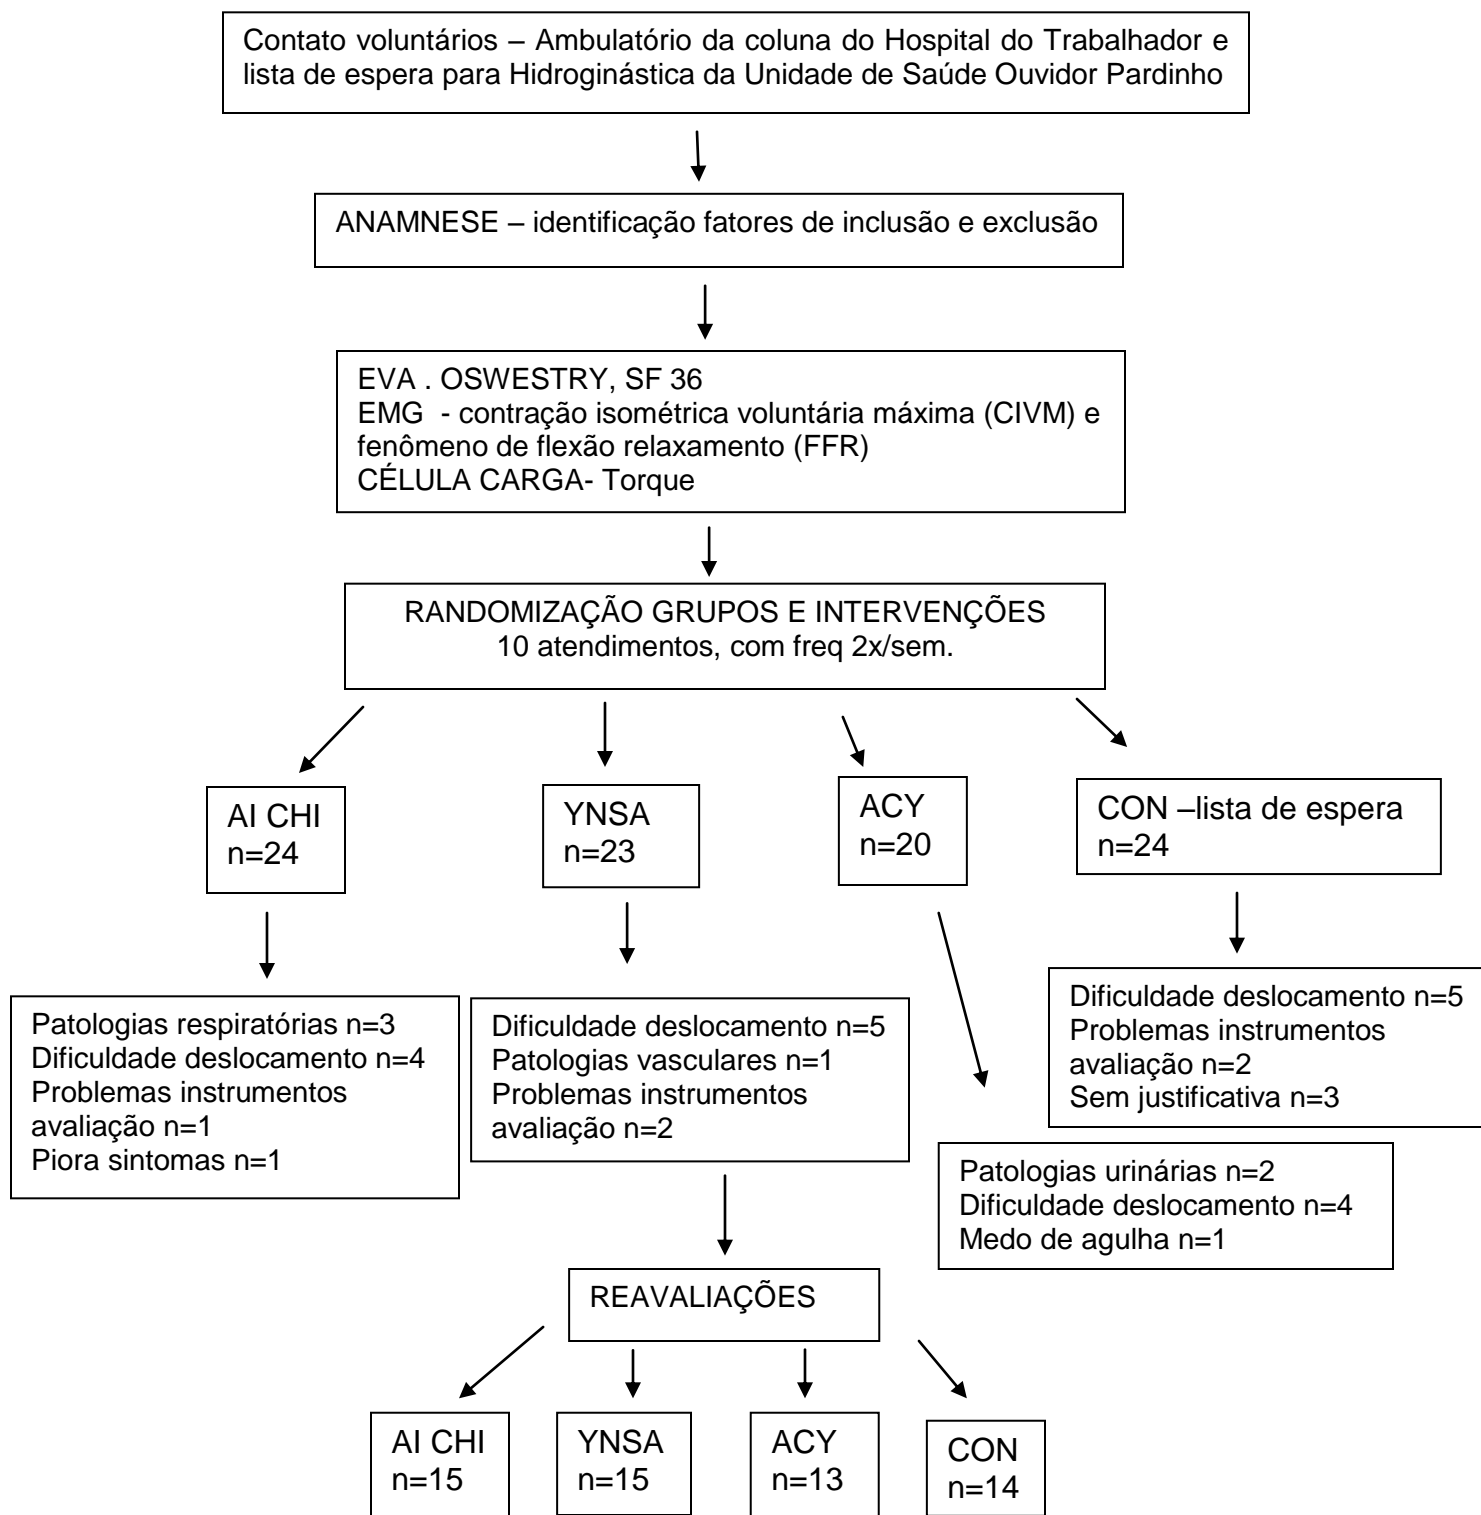 Contato voluntários – Ambulatório da coluna do Hospital do Trabalhador e
lista de espera para Hidroginástica da Unidade de Saúde Ouvidor Pardinho
ANAMNESE – identificação fatores de inclusão e exclusão
EVA . OSWESTRY, SF 36
EMG - contração isométrica voluntária máxima (CIVM) e
fenômeno de flexão relaxamento (FFR)
CÉLULA CARGA- Torque
RANDOMIZAÇÃO GRUPOS E INTERVENÇÕES
10 atendimentos, com freq 2x/sem.
AI CHI
n=24
YNSA
n=23
ACY
n=20
CON –lista de espera
n=24
Patologias respiratórias n=3
Dificuldade deslocamento n=4
Problemas instrumentos
avaliação n=1
Piora sintomas n=1
Dificuldade deslocamento n=5
Patologias vasculares n=1
Problemas instrumentos
avaliação n=2
Dificuldade deslocamento n=5
Problemas instrumentos
avaliação n=2
Sem justificativa n=3
Patologias urinárias n=2
Dificuldade deslocamento n=4
Medo de agulha n=1
REAVALIAÇÕES
AI CHI
n=15
YNSA
n=15
ACY
n=13
CON
n=14